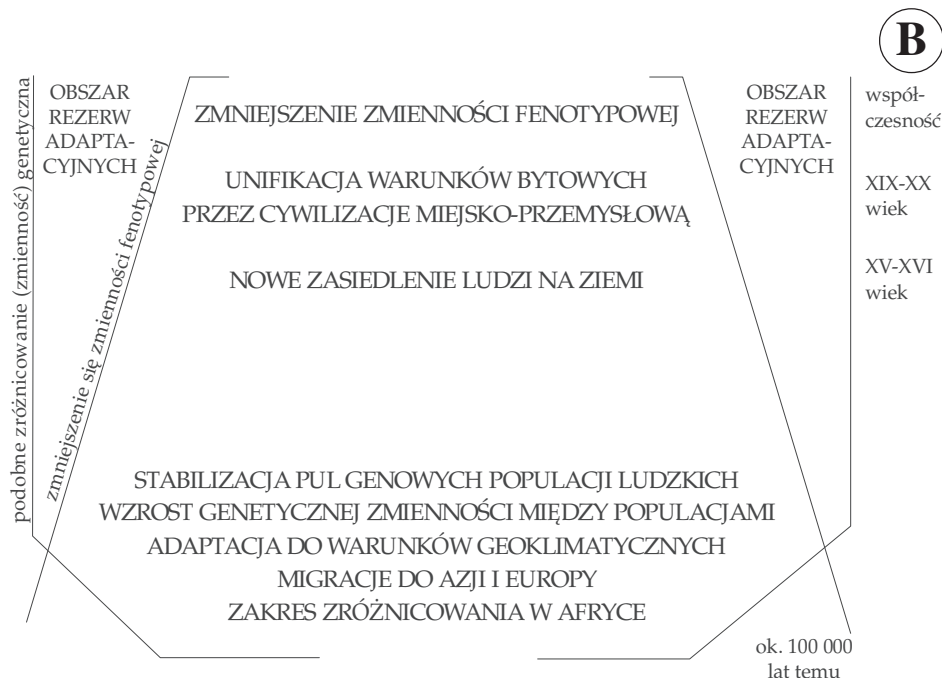 B
podobne zróżnicowanie (zmienność) genetyczna
OBSZAR
REZERW
ADAPTA-
CYJNYCH
zmniejszenie się zmienności fenotypowej
ZMNIEJSZENIE ZMIENNOŚCI FENOTYPOWEJ
UNIFIKACJA WARUNKÓW BYTOWYCH
PRZEZ CYWILIZACJE MIEJSKO-PRZEMYSŁOWĄ
NOWE ZASIEDLENIE LUDZI NA ZIEMI
STABILIZACJA PUL GENOWYCH POPULACJI LUDZKICH
WZROST GENETYCZNEJ ZMIENNOŚCI MIĘDZY POPULACJAMI
ADAPTACJA DO WARUNKÓW GEOKLIMATYCZNYCH
MIGRACJE DO AZJI I EUROPY
ZAKRES ZRÓŻNICOWANIA W AFRYCE
OBSZAR
REZERW
ADAPTA-
CYJNYCH
współ-
czesność
XIX-XX
wiek
XV-XVI
wiek
ok. 100 000
lat temu